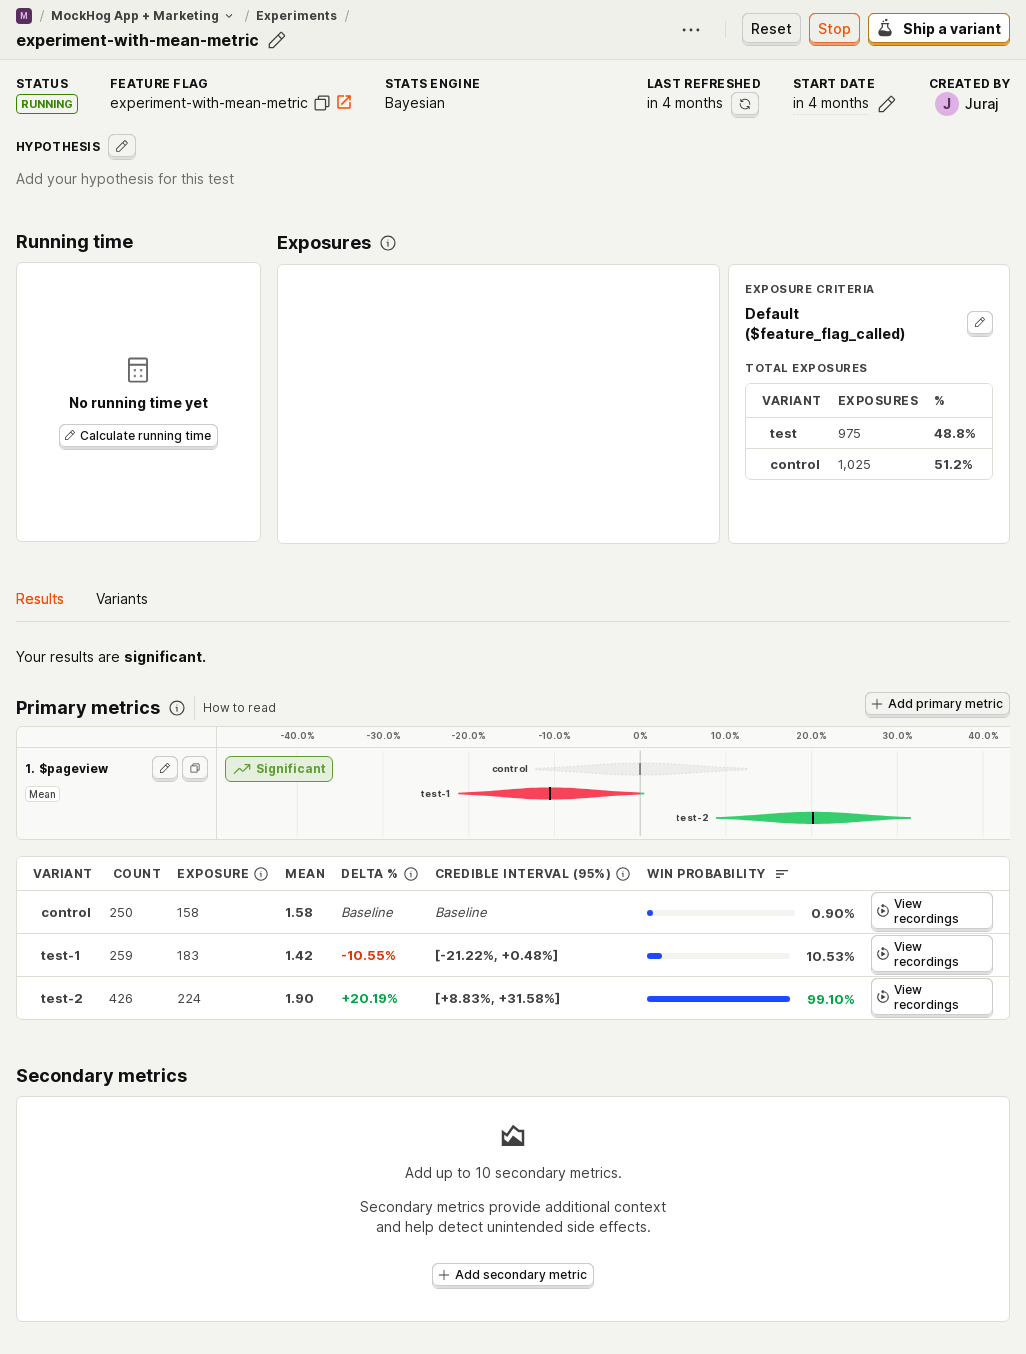 M / MockHog App + Marketing / Experiments /
experiment-with-mean-metric
Reset
Stop
Ship a variant
STATUS
RUNNING
FEATURE FLAG
experiment-with-mean-metric
STATS ENGINE
Bayesian
LAST REFRESHED
in 4 months
START DATE
in 4 months
CREATED BY
J Juraj
HYPOTHESIS
Add your hypothesis for this test
Running time
No running time yet
Calculate running time
Exposures
EXPOSURE CRITERIA
Default
($feature_flag_called)
TOTAL EXPOSURES
VARIANT EXPOSURES %
test 975 48.8%
control 1,025 51.2%
Results Variants
Your results are significant.
Primary metrics How to read
Add primary metric
-40.0% -30.0% -20.0% -10.0% 0% 10.0% 20.0% 30.0% 40.0%
1. $pageview
Mean
Significant
control
test-1
test-2
VARIANT COUNT EXPOSURE MEAN DELTA % CREDIBLE INTERVAL (95%) WIN PROBABILITY
control 250 158 1.58 Baseline Baseline 0.90% View
recordings
test-1 259 183 1.42 -10.55% [-21.22%, +0.48%] 10.53% View
recordings
test-2 426 224 1.90 +20.19% [+8.83%, +31.58%] 99.10% View
recordings
Secondary metrics
Add up to 10 secondary metrics.
Secondary metrics provide additional context
and help detect unintended side effects.
Add secondary metric